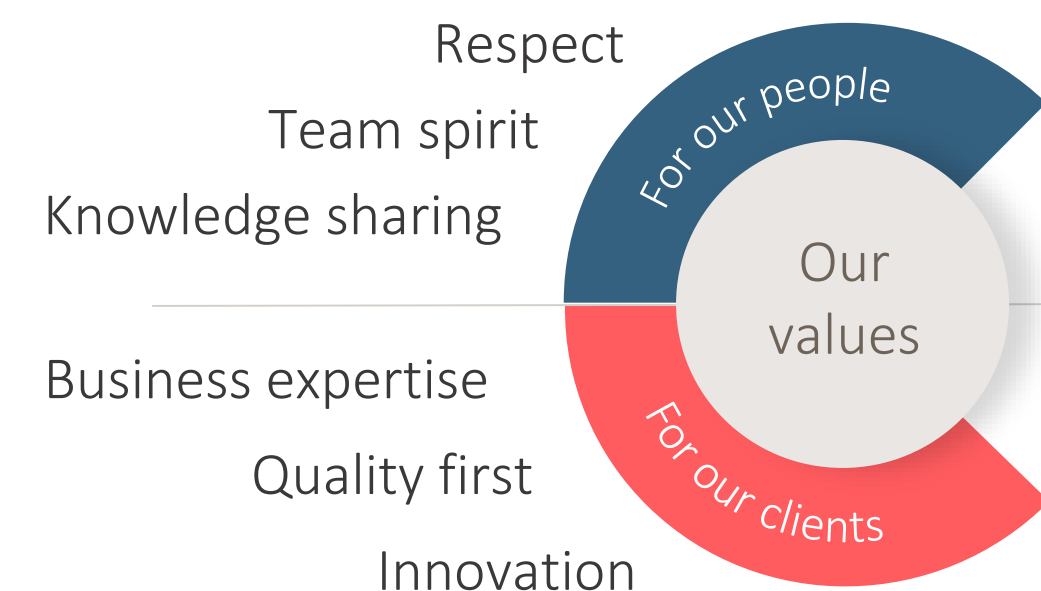 Respect
Team spirit
Knowledge sharing
For our people
Our
values
Business expertise
Quality first
Innovation
For our clients